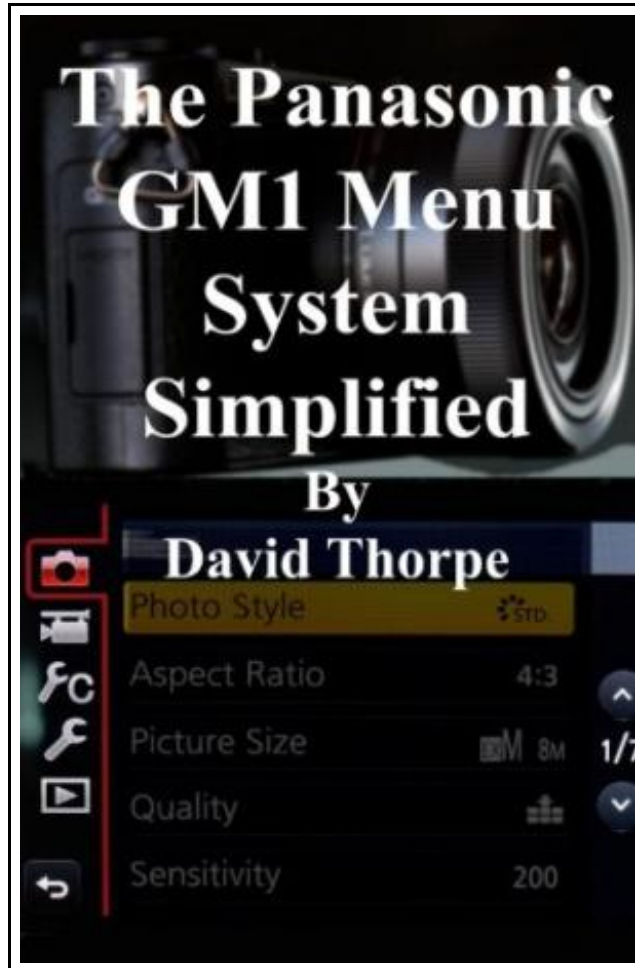 The Panasonic
GM1 Menu
System
Simplified
By
David Thorpe
Photo Style STD.
Aspect Ratio 4:3
Picture Size M 8M
1/7
Quality
Sensitivity 200
C